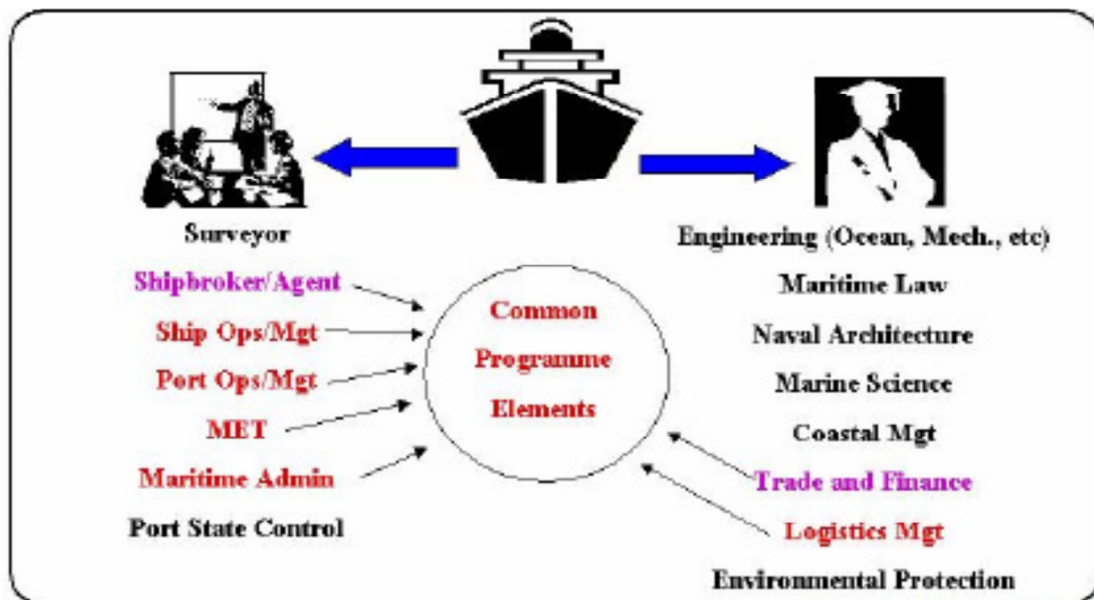 Surveyor
Shipbroker/Agent
Ship Ops/Mgt
Port Ops/Mgt
MET
Maritime Admin
Port State Control
Common
Programme
Elements
Engineering (Ocean, Mech., etc)
Maritime Law
Naval Architecture
Marine Science
Coastal Mgt
Trade and Finance
Logistics Mgt
Environmental Protection